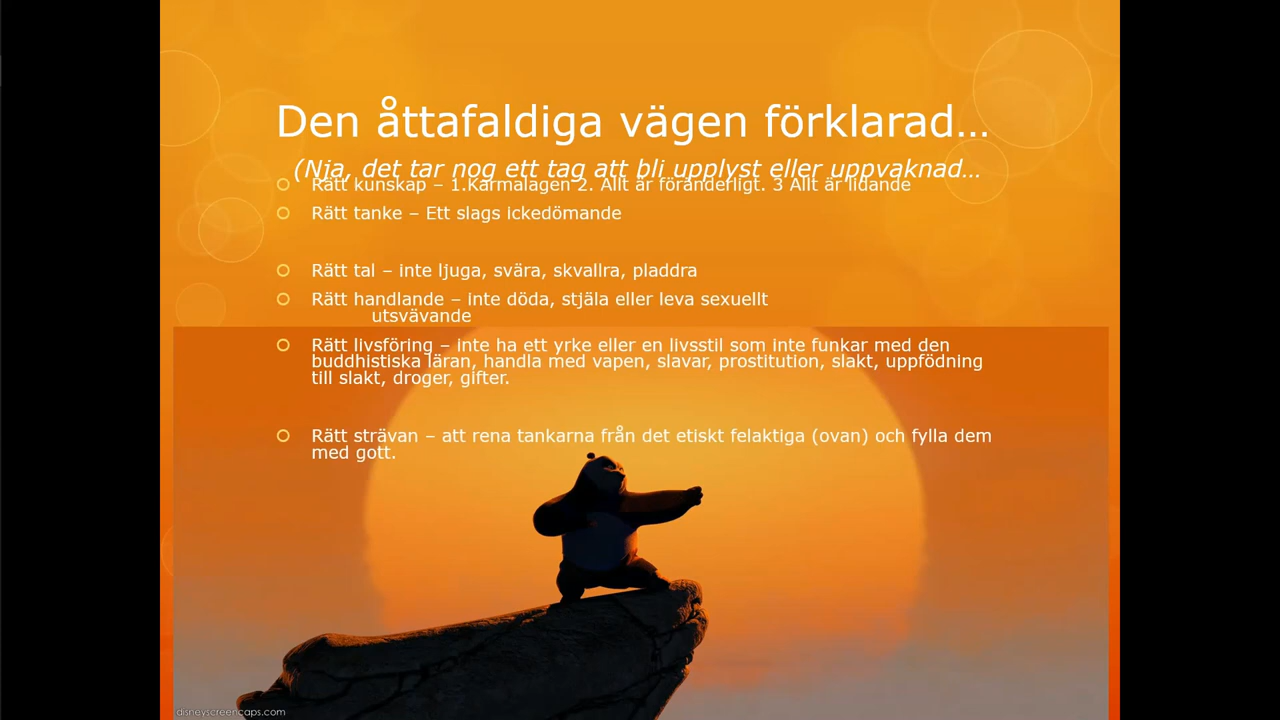 Den åttafaldiga vägen förklarad…
(Nja, det tar nog ett tag att bli upplyst eller uppvaknad…
Rätt kunskap – 1.Karmalagen 2. Allt är föränderligt. 3 Allt är lidande
Rätt tanke – Ett slags ickedömande
Rätt tal – inte ljuga, svära, skvallra, pladdra
Rätt handlande – inte döda, stjäla eller leva sexuellt
utsvävande
Rätt livsföring – inte ha ett yrke eller en livsstil som inte funkar med den
buddhistiska läran, handla med vapen, slavar, prostitution, slakt, uppfödning
till slakt, droger, gifter.
Rätt strävan – att rena tankarna från det etiskt felaktiga (ovan) och fylla dem
med gott.
disneyscreencaps.com